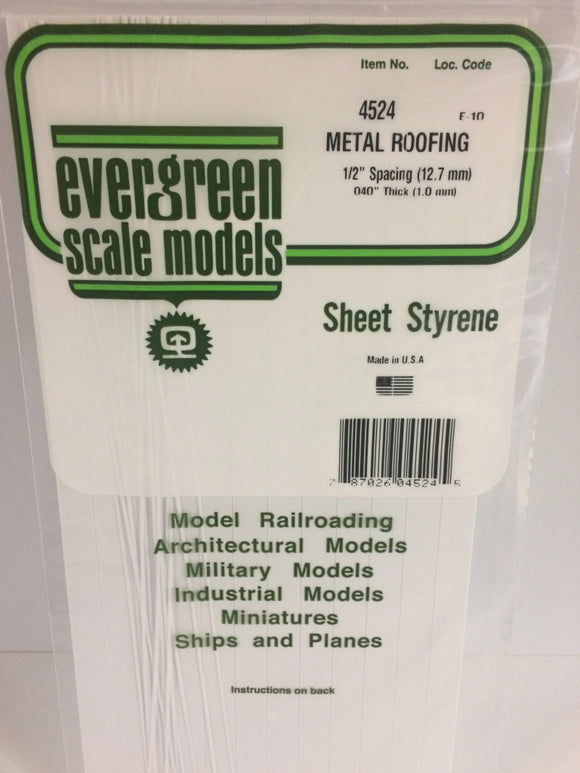 Item No. Loc. Code
4524 E-10
METAL ROOFING
1/2" Spacing (12.7 mm)
.040" Thick (1.0 mm)
evergreen
scale models
Sheet Styrene
Made in U.S.A
7 87026 04524 5
Model Railroading
Architectural Models
Military Models
Industrial Models
Miniatures
Ships and Planes
Instructions on back